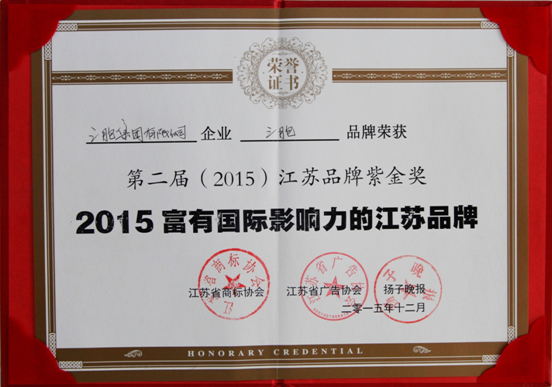 荣誉
证书
三胞集团有限公司 企业 三胞 品牌荣获
第二届（2015）江苏品牌紫金奖
2015富有国际影响力的江苏品牌
江苏省商标协会 江苏省广告协会 扬子晚报
二零一五年十二月
HONORARY CREDENTIAL